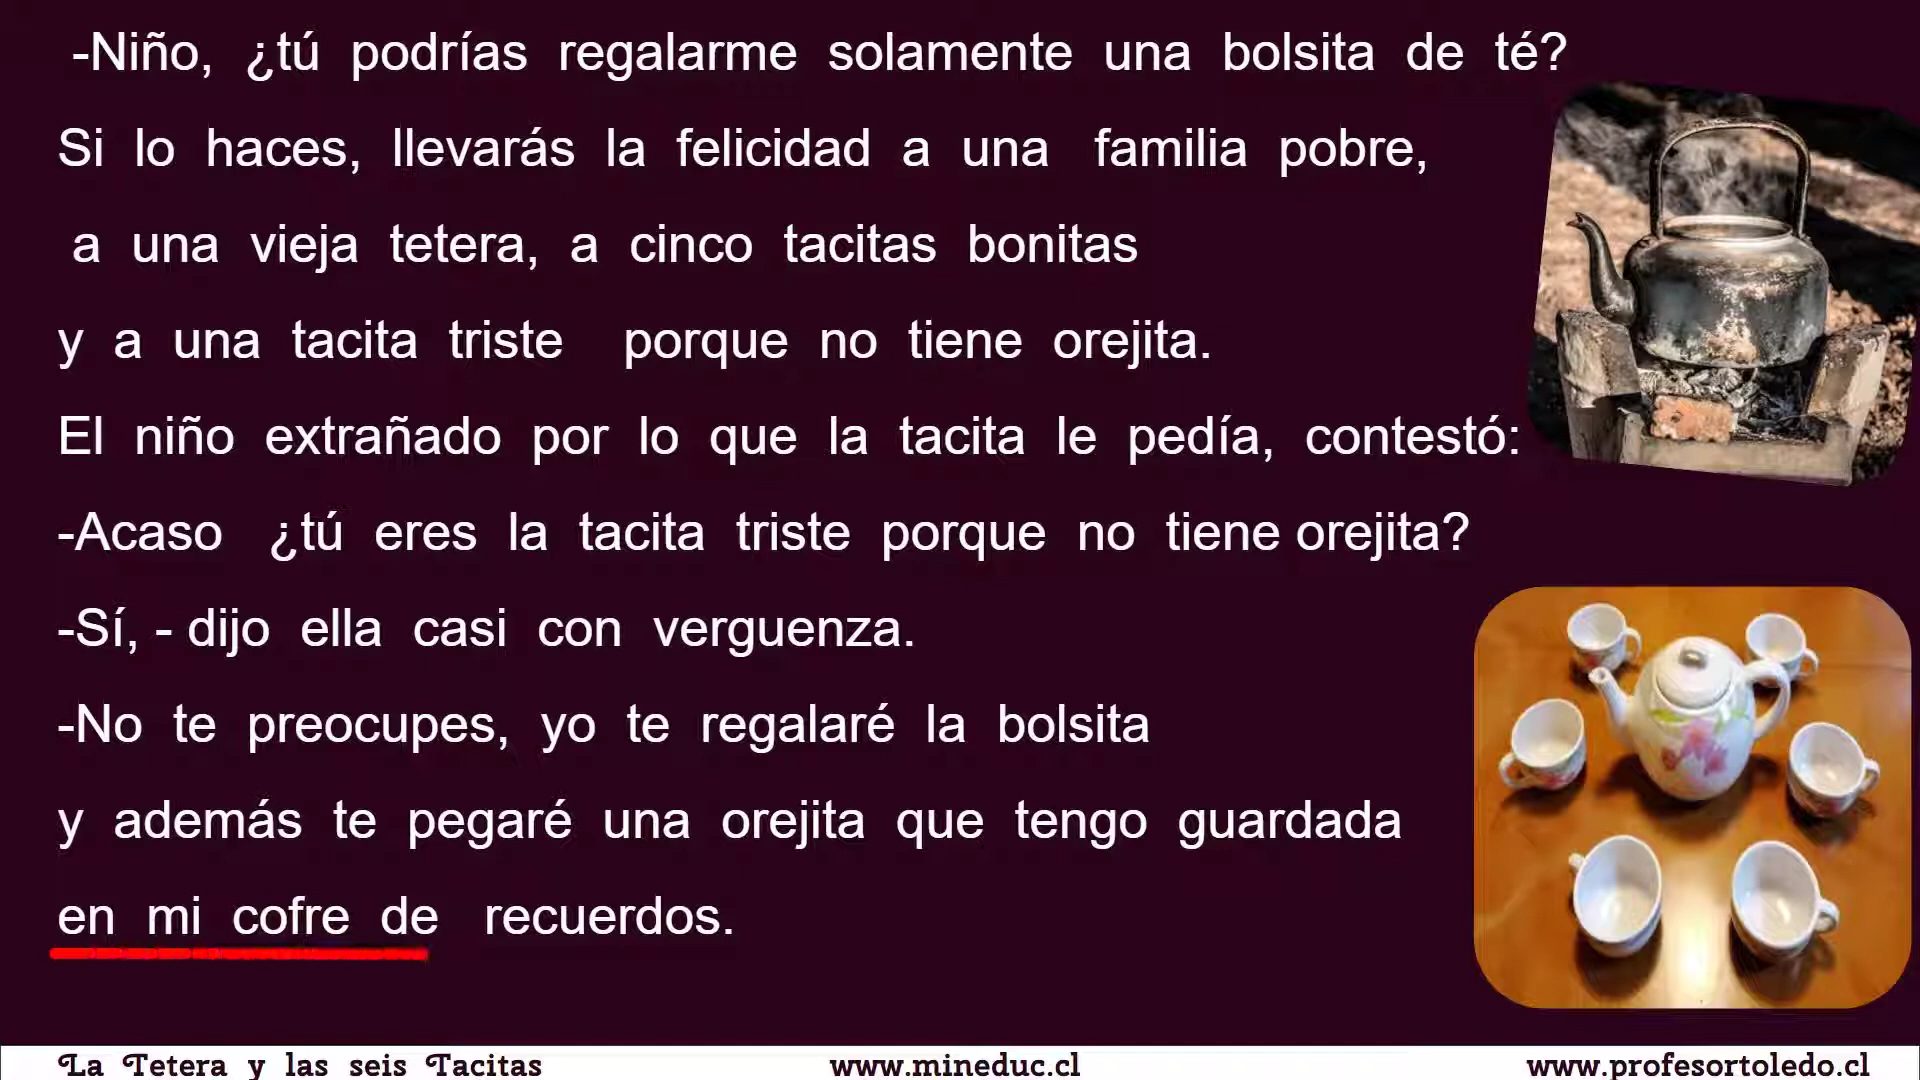 -Niño, ¿tú podrías regalarme solamente una bolsita de té?
Si lo haces, llevarás la felicidad a una familia pobre,
a una vieja tetera, a cinco tacitas bonitas
y a una tacita triste porque no tiene orejita.
El niño extrañado por lo que la tacita le pedía, contestó:
-Acaso ¿tú eres la tacita triste porque no tiene orejita?
-Sí, - dijo ella casi con verguenza.
-No te preocupes, yo te regalaré la bolsita
y además te pegaré una orejita que tengo guardada
en mi cofre de recuerdos.
La Tetera y las seis Tacitas
www.mineduc.cl
www.profesortoledo.cl